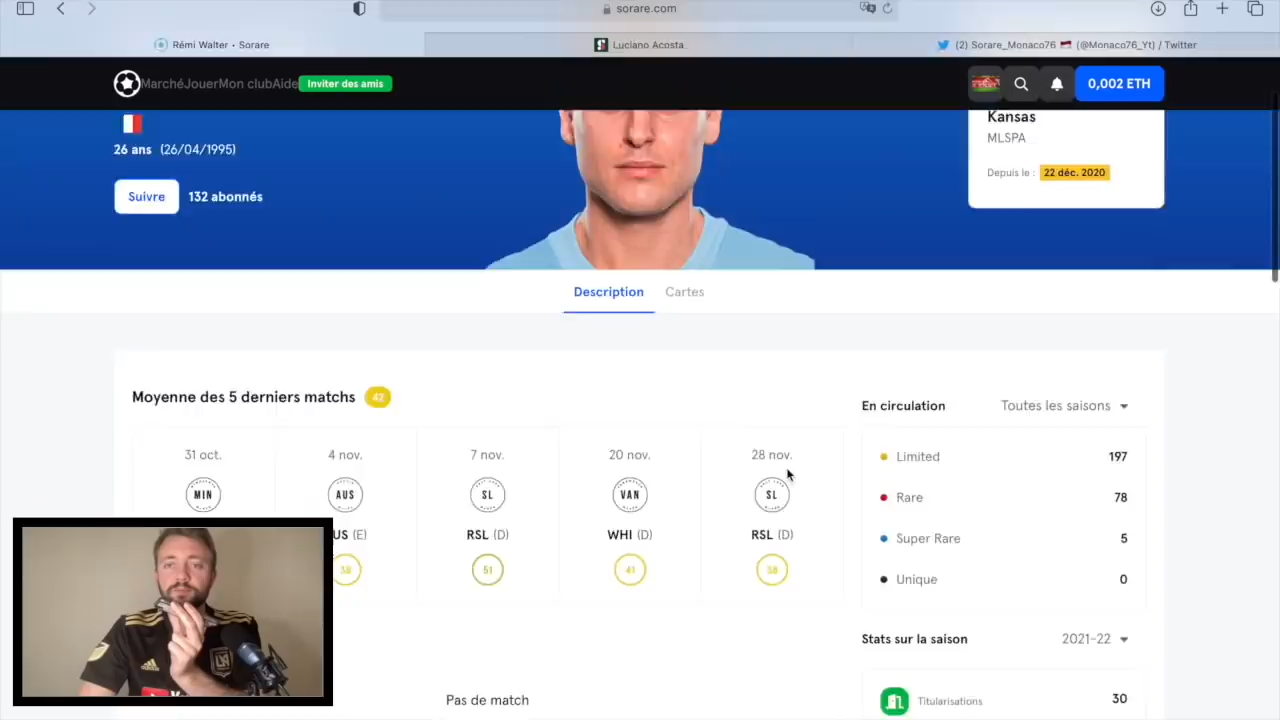 sorare.com
Rémi Walter • Sorare
Luciano Acosta
(2) Sorare_Monaco76 🇲🇨 (@Monaco76_Yt) / Twitter
MarchéJouerMon clubAide
Inviter des amis
0,002 ETH
26 ans (26/04/1995)
Suivre
132 abonnés
Kansas
MLSPA
Depuis le : 22 déc. 2020
Description
Cartes
Moyenne des 5 derniers matchs 42
31 oct.
4 nov.
7 nov.
20 nov.
28 nov.
MIN
AUS
SL
VAN
SL
US (E)
RSL (D)
WHI (D)
RSL (D)
38
51
41
38
Pas de match
En circulation
Toutes les saisons
Limited 197
Rare 78
Super Rare 5
Unique 0
Stats sur la saison
2021-22
Titularisations 30